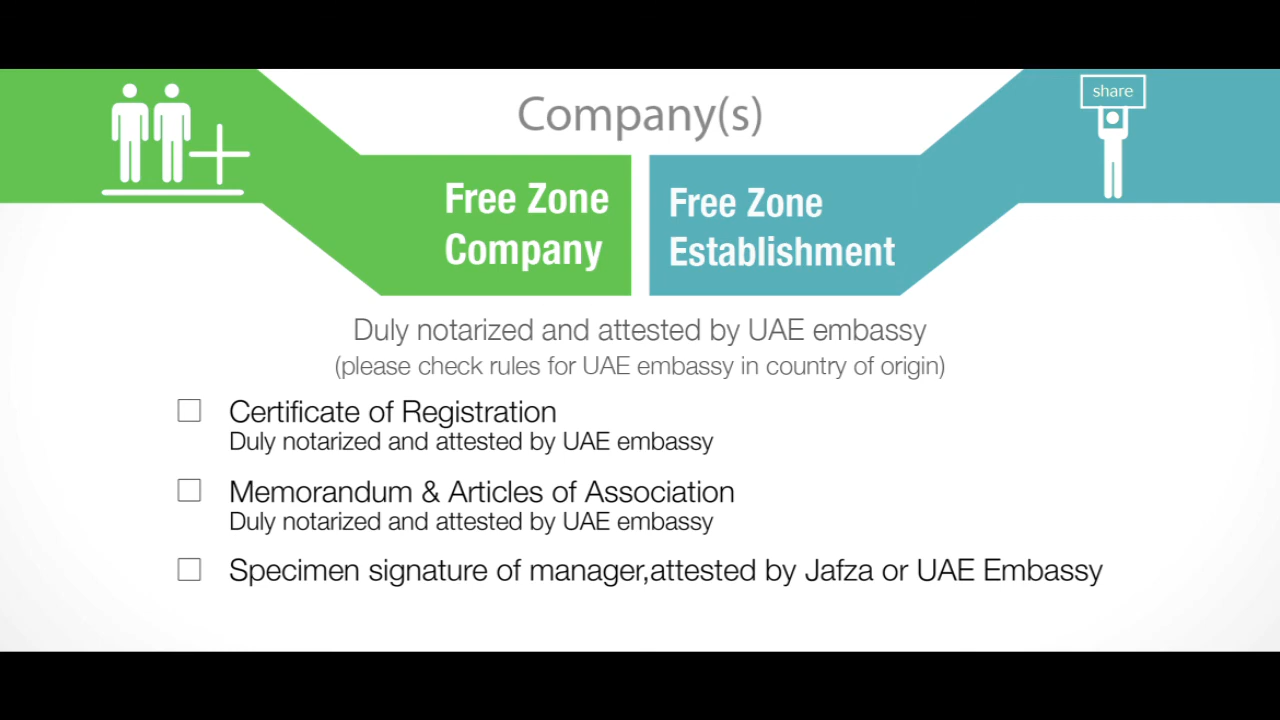 share
Company(s)
Free Zone
Company
Free Zone
Establishment
Duly notarized and attested by UAE embassy
(please check rules for UAE embassy in country of origin)
Certificate of Registration
Duly notarized and attested by UAE embassy
Memorandum & Articles of Association
Duly notarized and attested by UAE embassy
Specimen signature of manager,attested by Jafza or UAE Embassy